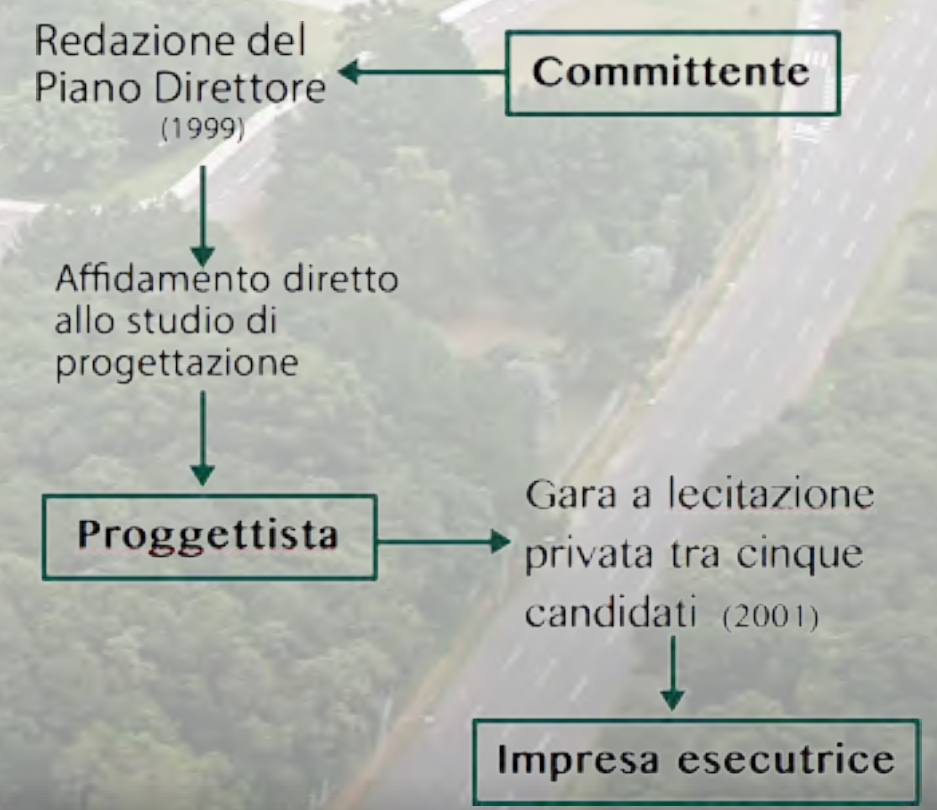 Redazione del
Piano Direttore
(1999)
Committente
Affidamento diretto
allo studio di
progettazione
Proggettista
Gara a lecitazione
privata tra cinque
candidati (2001)
Impresa esecutrice